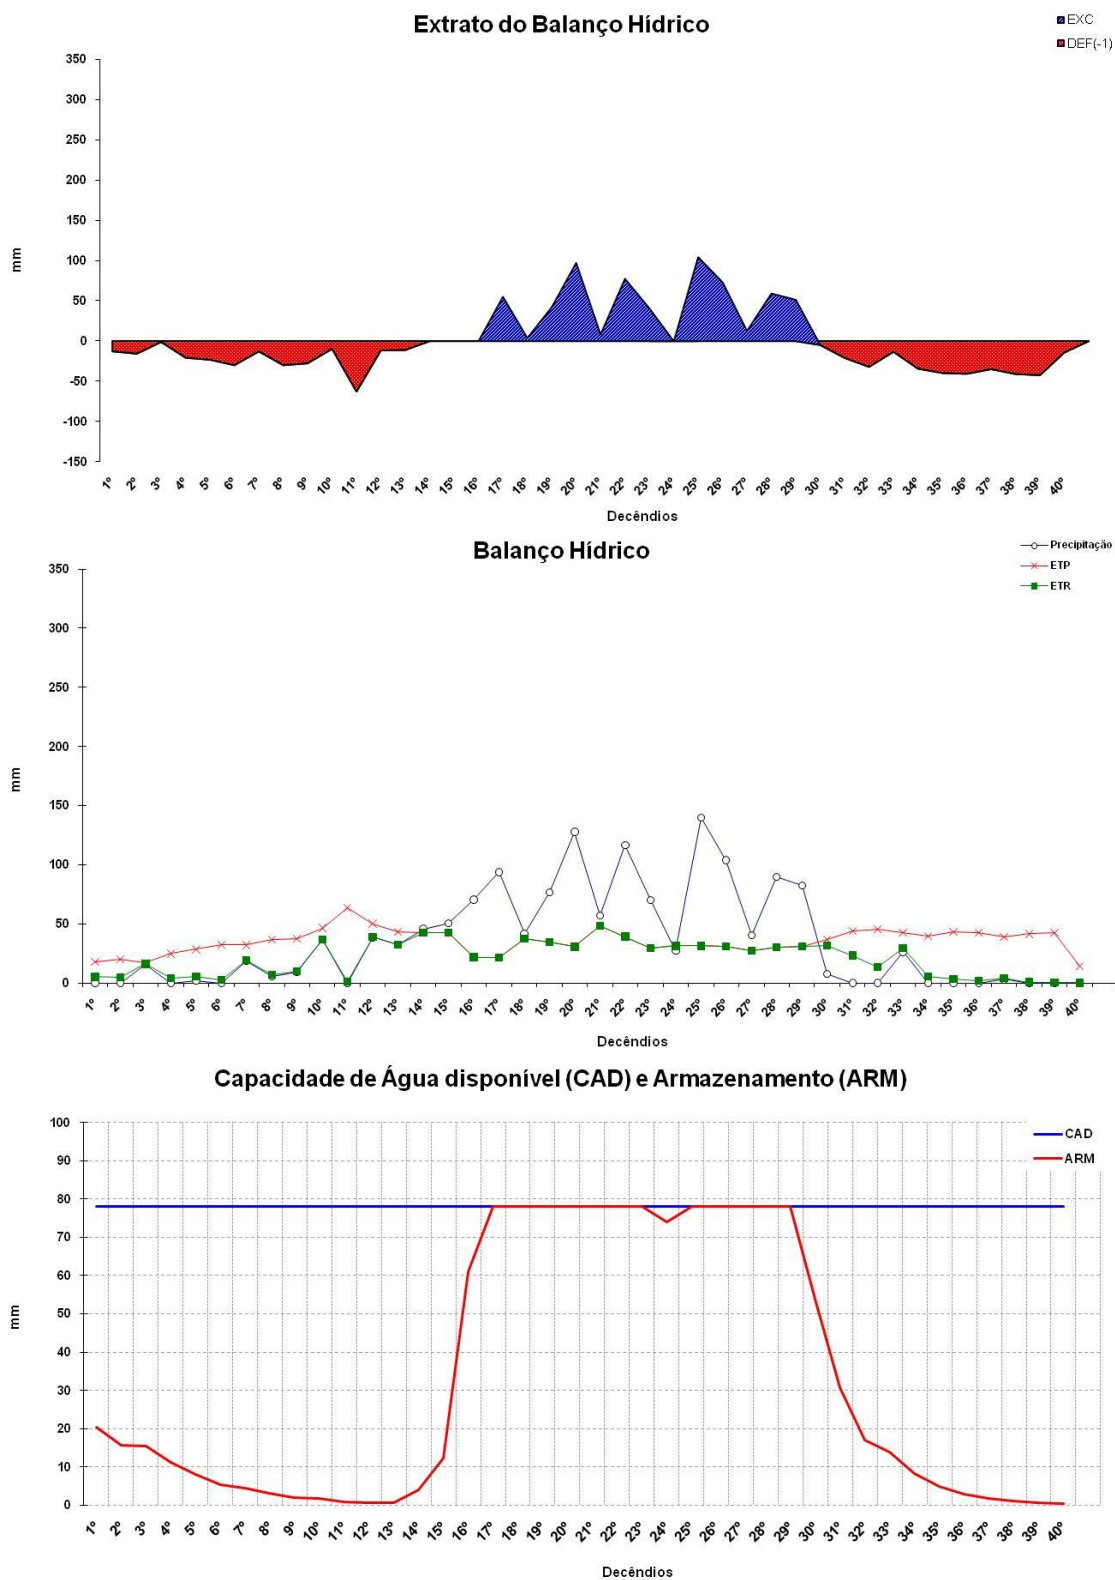 Extrato do Balanço Hídrico
EXC
DEF(-1)
350
300
250
200
150
100
50
0
-50
-100
-150
mm
1º 2º 3º 4º 5º 6º 7º 8º 9º 10º 11º 12º 13º 14º 15º 16º 17º 18º 19º 20º 21º 22º 23º 24º 25º 26º 27º 28º 29º 30º 31º 32º 33º 34º 35º 36º 37º 38º 39º 40º
Decêndios
Balanço Hídrico
Precipitação
ETP
ETR
350
300
250
200
150
100
50
0
mm
1º 2º 3º 4º 5º 6º 7º 8º 9º 10º 11º 12º 13º 14º 15º 16º 17º 18º 19º 20º 21º 22º 23º 24º 25º 26º 27º 28º 29º 30º 31º 32º 33º 34º 35º 36º 37º 38º 39º 40º
Decêndios
Capacidade de Água disponível (CAD) e Armazenamento (ARM)
CAD
ARM
100
90
80
70
60
50
40
30
20
10
0
mm
1º 2º 3º 4º 5º 6º 7º 8º 9º 10º 11º 12º 13º 14º 15º 16º 17º 18º 19º 20º 21º 22º 23º 24º 25º 26º 27º 28º 29º 30º 31º 32º 33º 34º 35º 36º 37º 38º 39º 40º
Decêndios